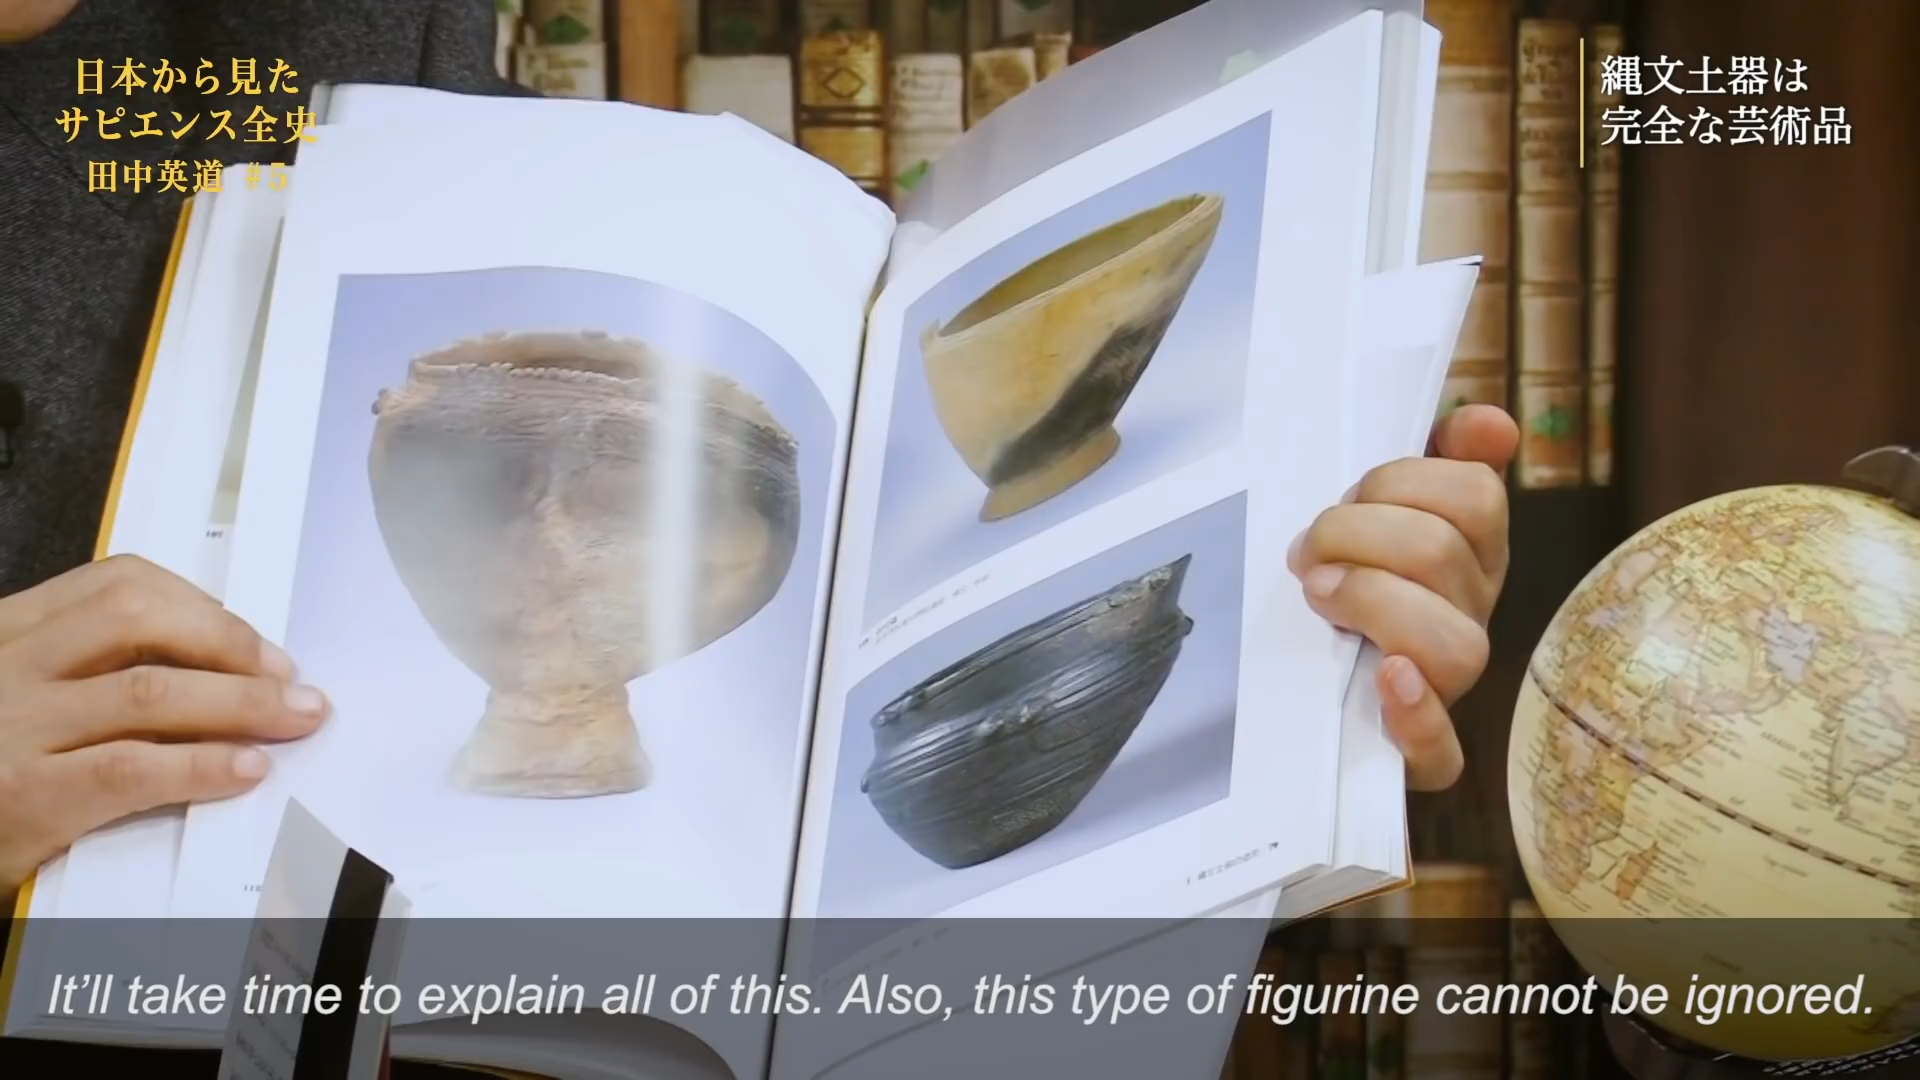 日本から見た
サピエンス全史
田中英道 #5
縄文土器は
完全な芸術品
It’ll take time to explain all of this. Also, this type of figurine cannot be ignored.